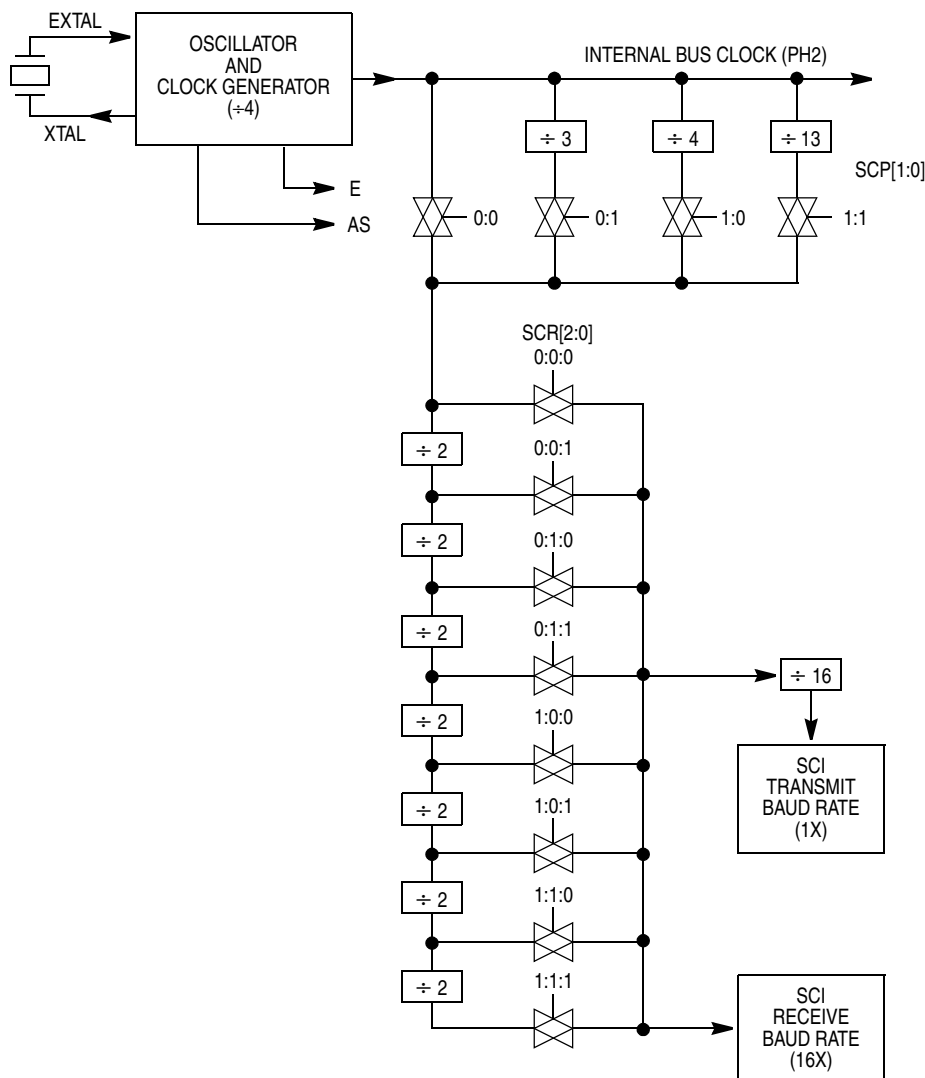 EXTAL
OSCILLATOR
AND
CLOCK GENERATOR
(÷4)
XTAL
E
AS
INTERNAL BUS CLOCK (PH2)
÷ 3
÷ 4
÷ 13
SCP[1:0]
0:0
0:1
1:0
1:1
SCR[2:0]
0:0:0
÷ 2
0:0:1
÷ 2
0:1:0
÷ 2
0:1:1
÷ 16
÷ 2
1:0:0
SCI
TRANSMIT
BAUD RATE
(1X)
÷ 2
1:0:1
÷ 2
1:1:0
÷ 2
1:1:1
SCI
RECEIVE
BAUD RATE
(16X)